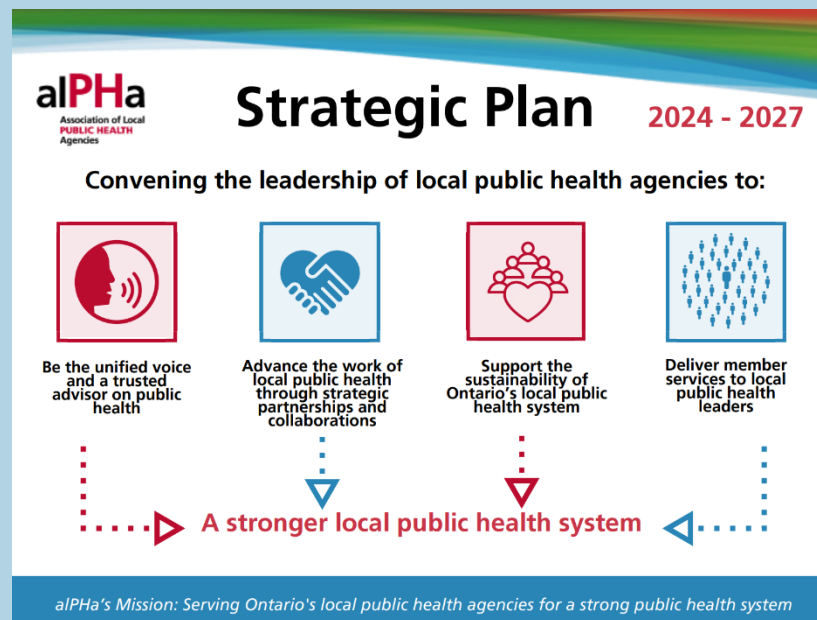 alPHa
Association of Local
PUBLIC HEALTH
Agencies
Strategic Plan
2024 - 2027
Convening the leadership of local public health agencies to:
Be the unified voice
and a trusted
advisor on public
health
Advance the work of
local public health
through strategic
partnerships and
collaborations
Support the
sustainability of
Ontario's local public
health system
Deliver member
services to local
public health
leaders
A stronger local public health system
alPHa's Mission: Serving Ontario's local public health agencies for a strong public health system